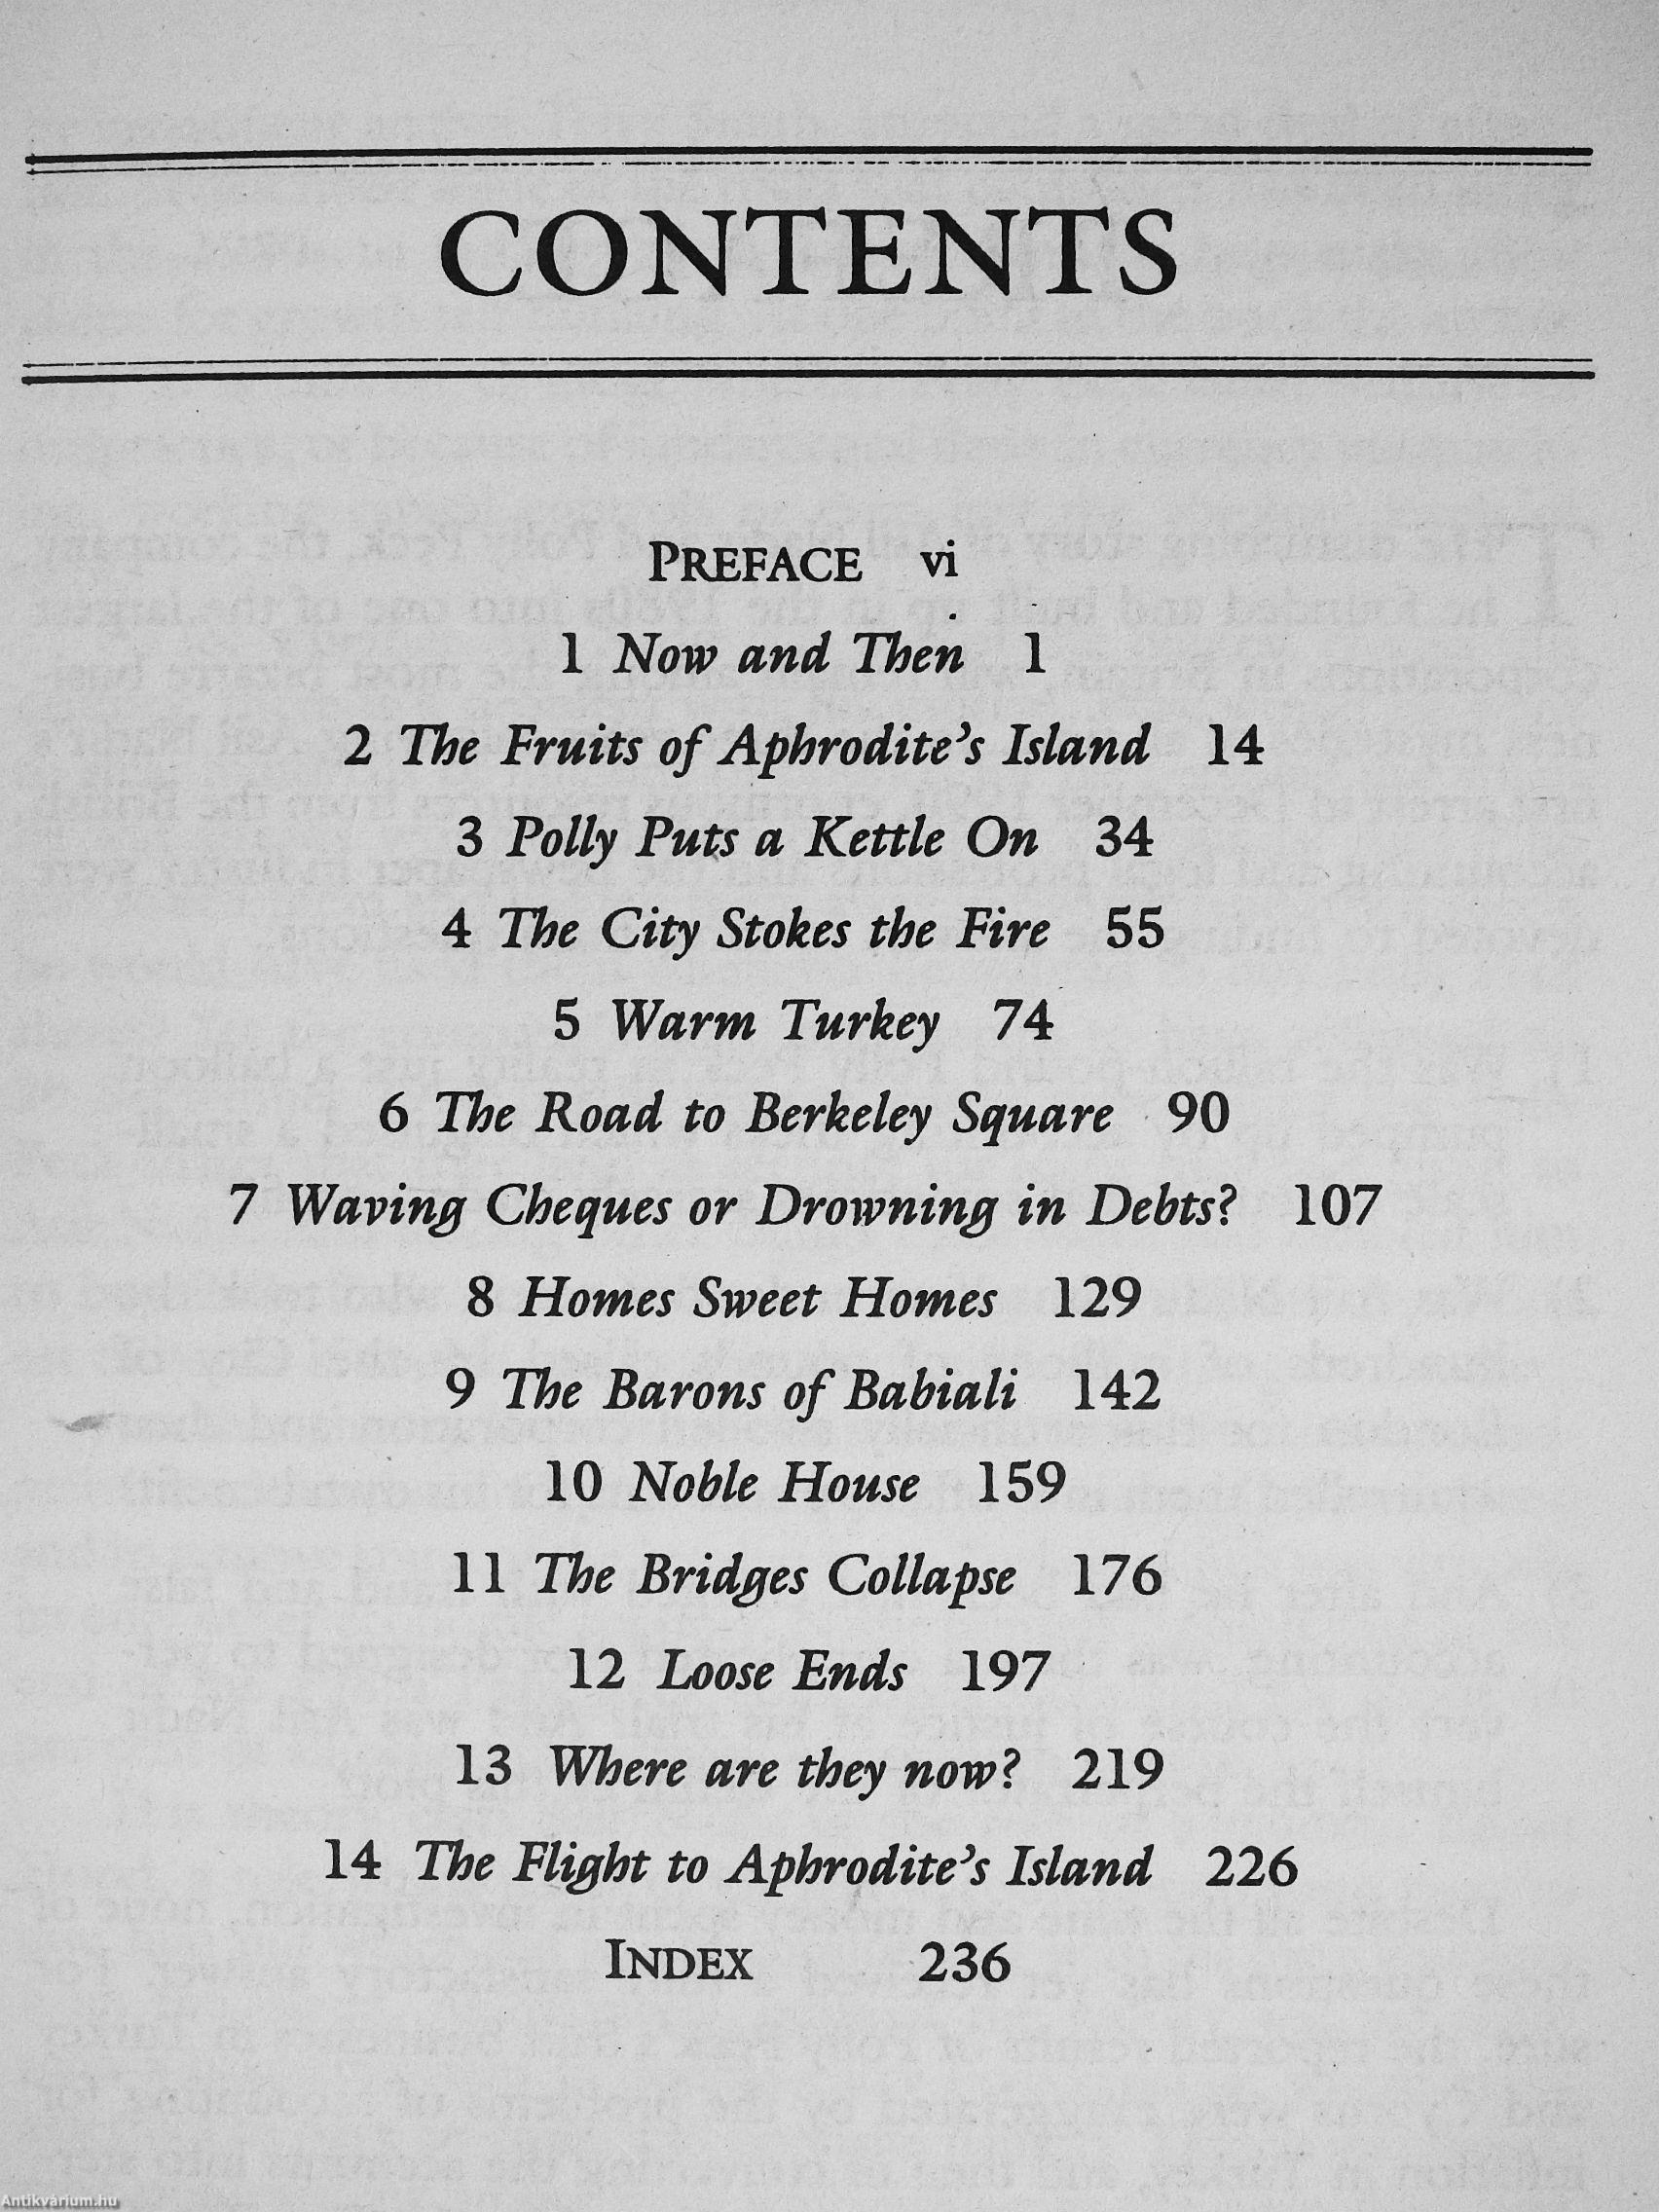 CONTENTS
PREFACE vi
1 Now and Then 1
2 The Fruits of Aphrodite's Island 14
3 Polly Puts a Kettle On 34
4 The City Stokes the Fire 55
5 Warm Turkey 74
6 The Road to Berkeley Square 90
7 Waving Cheques or Drowning in Debts? 107
8 Homes Sweet Homes 129
9 The Barons of Babiali 142
10 Noble House 159
11 The Bridges Collapse 176
12 Loose Ends 197
13 Where are they now? 219
14 The Flight to Aphrodite's Island 226
INDEX 236
Antikvárium.hu